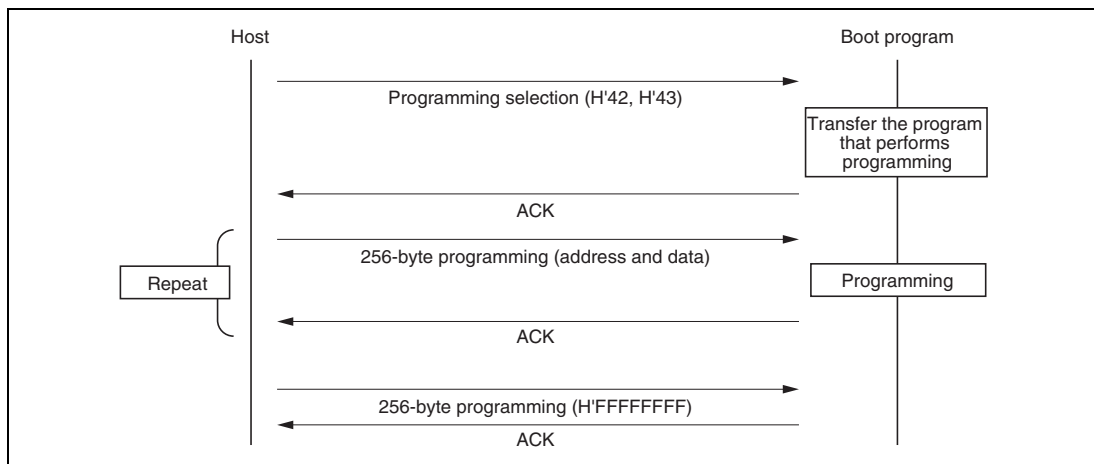 Host
Boot program
Programming selection (H'42, H'43)
Transfer the program
that performs
programming
ACK
256-byte programming (address and data)
Repeat
Programming
ACK
256-byte programming (H'FFFFFFFF)
ACK